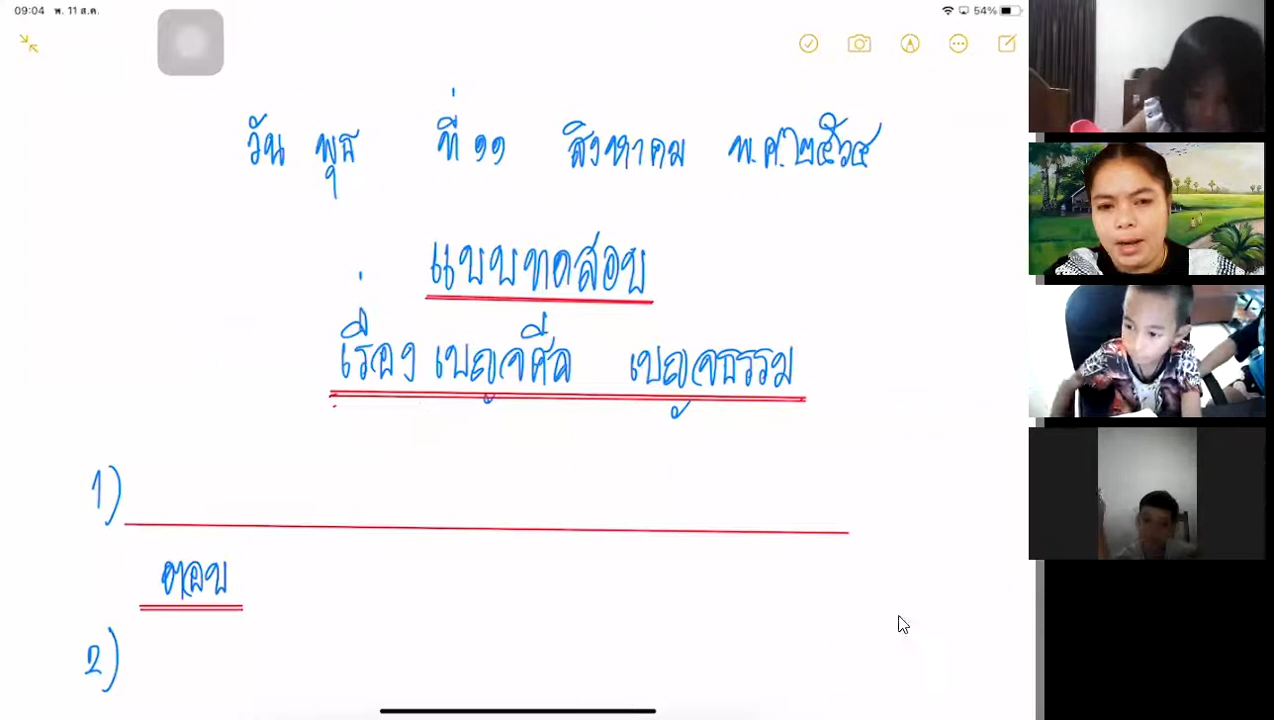 09:04 พ. 11 ส.ค.
54%
วัน พุธ ที่ ๑๑ สิงหาคม พ.ศ. ๒๕๖๔
แบบทดสอบ
เรื่อง เบญจศีล เบญจธรรม
1)
ตอบ
2)